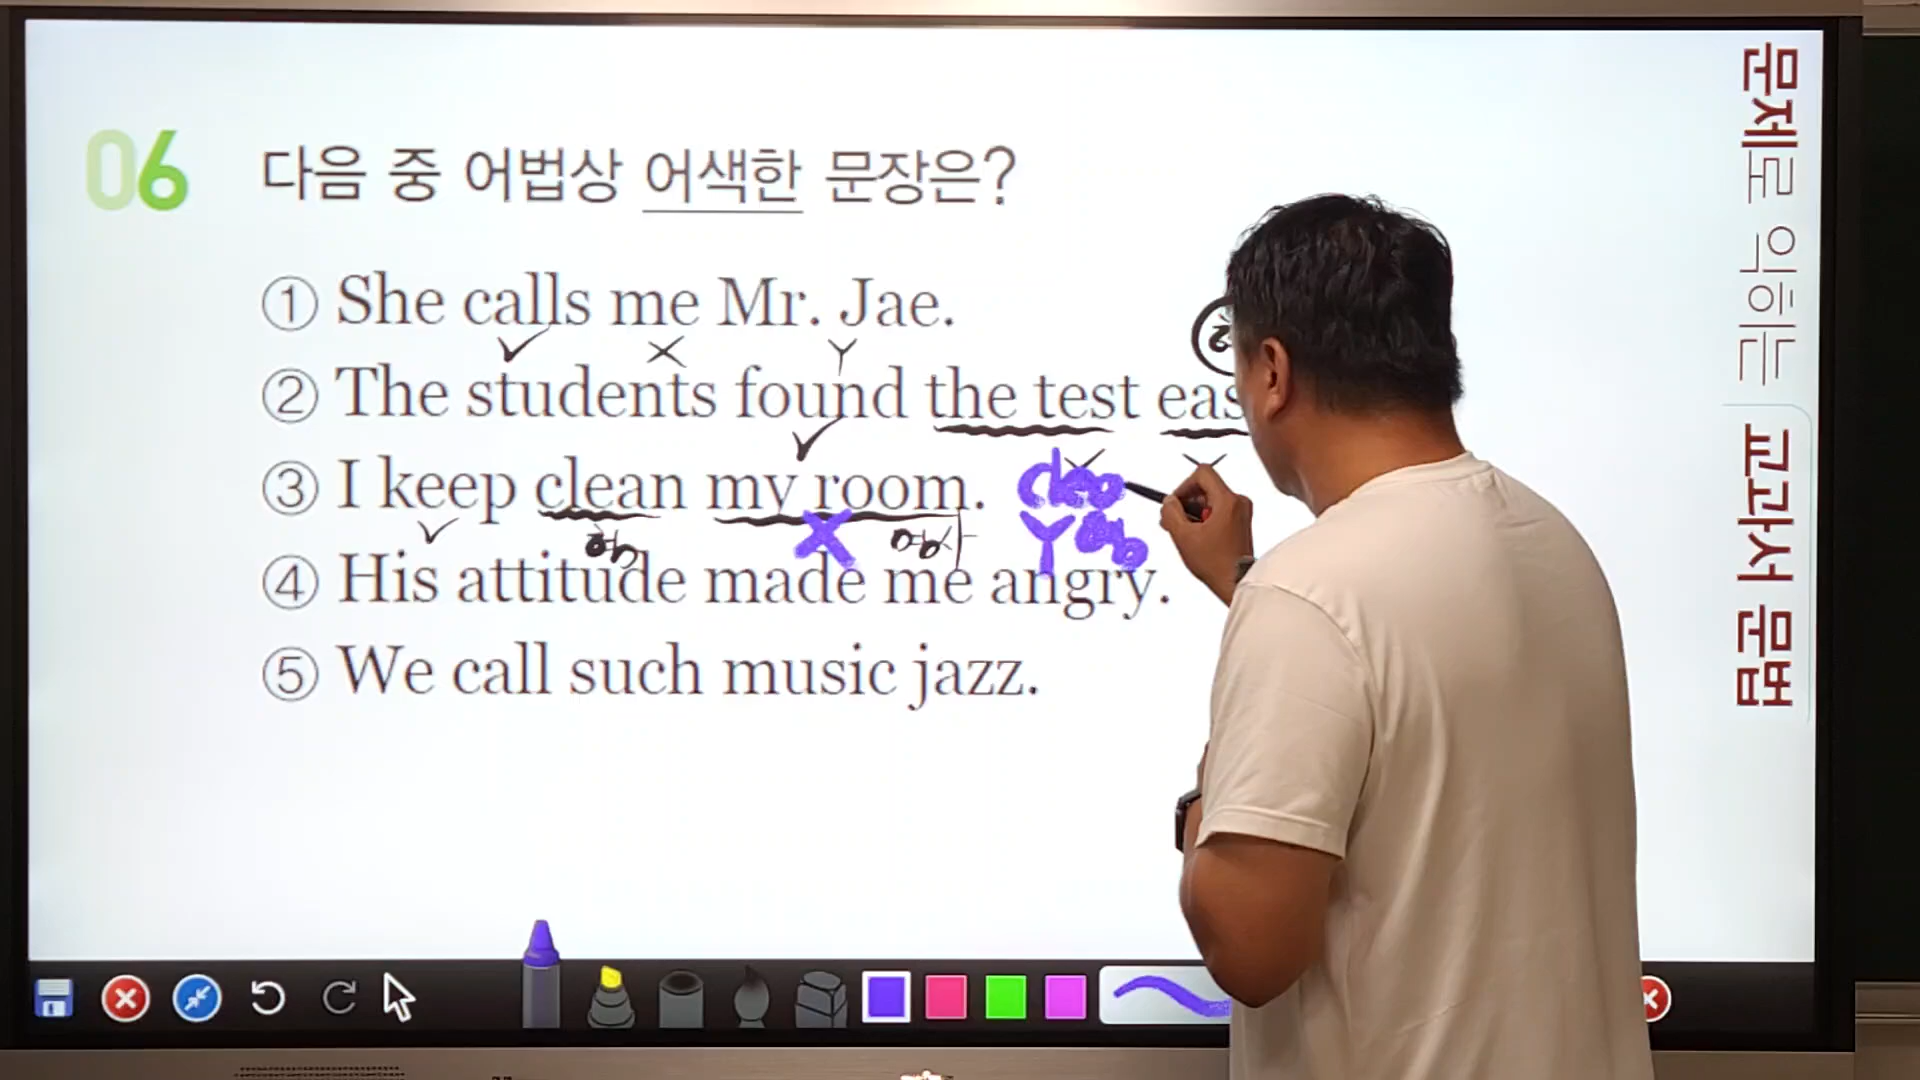 06 다음 중 어법상 어색한 문장은?
① She calls me Mr. Jae.
② The students found the test
③ I keep clean my room.
④ His attitude made me angry.
⑤ We call such music jazz.
문제로 익히는 교과서 문법